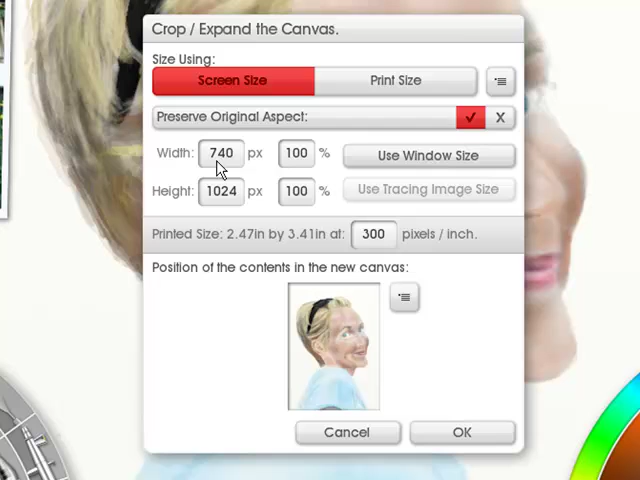 Crop / Expand the Canvas.
Size Using:
Screen Size Print Size
Preserve Original Aspect: X
Width: 740 px 100 % Use Window Size
Height: 1024 px 100 % Use Tracing Image Size
Printed Size: 2.47in by 3.41in at: 300 pixels / inch.
Position of the contents in the new canvas:
Cancel OK